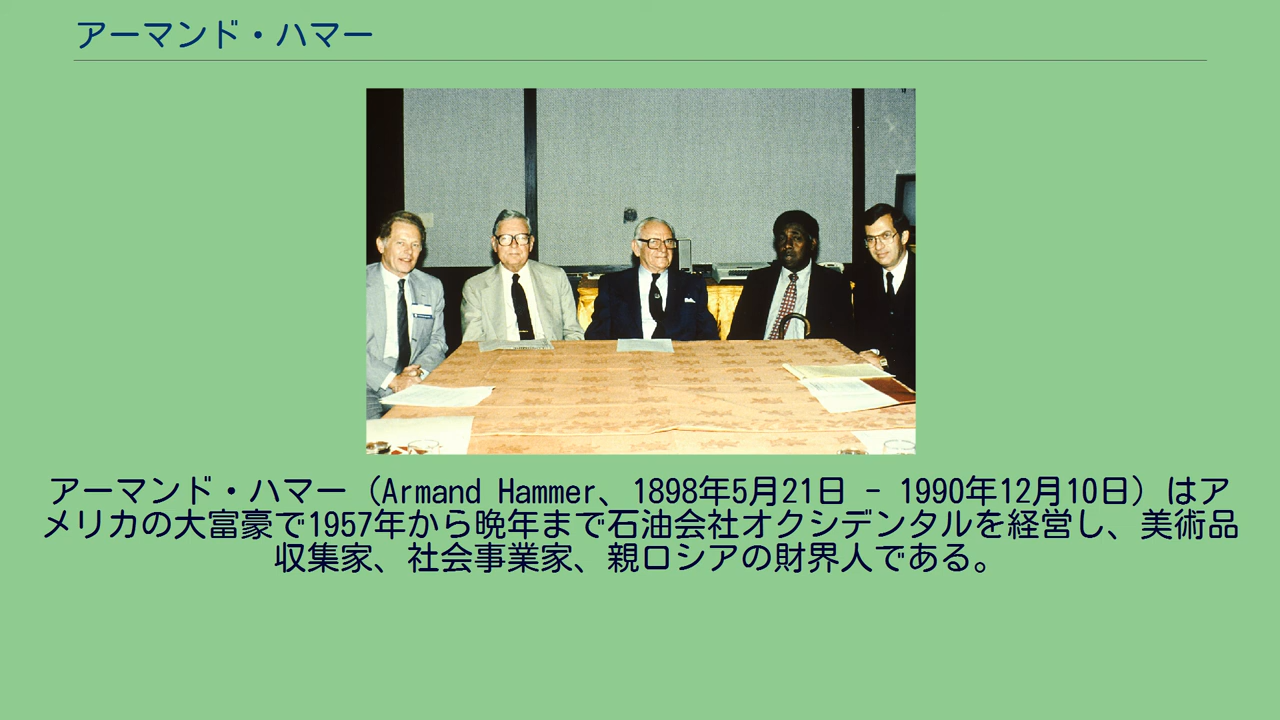 アーマンド・ハマー
アーマンド・ハマー（Armand Hammer、1898年5月21日 - 1990年12月10日）はア
メリカの大富豪で1957年から晩年まで石油会社オクシデンタルを経営し、美術品
収集家、社会事業家、親ロシアの財界人である。